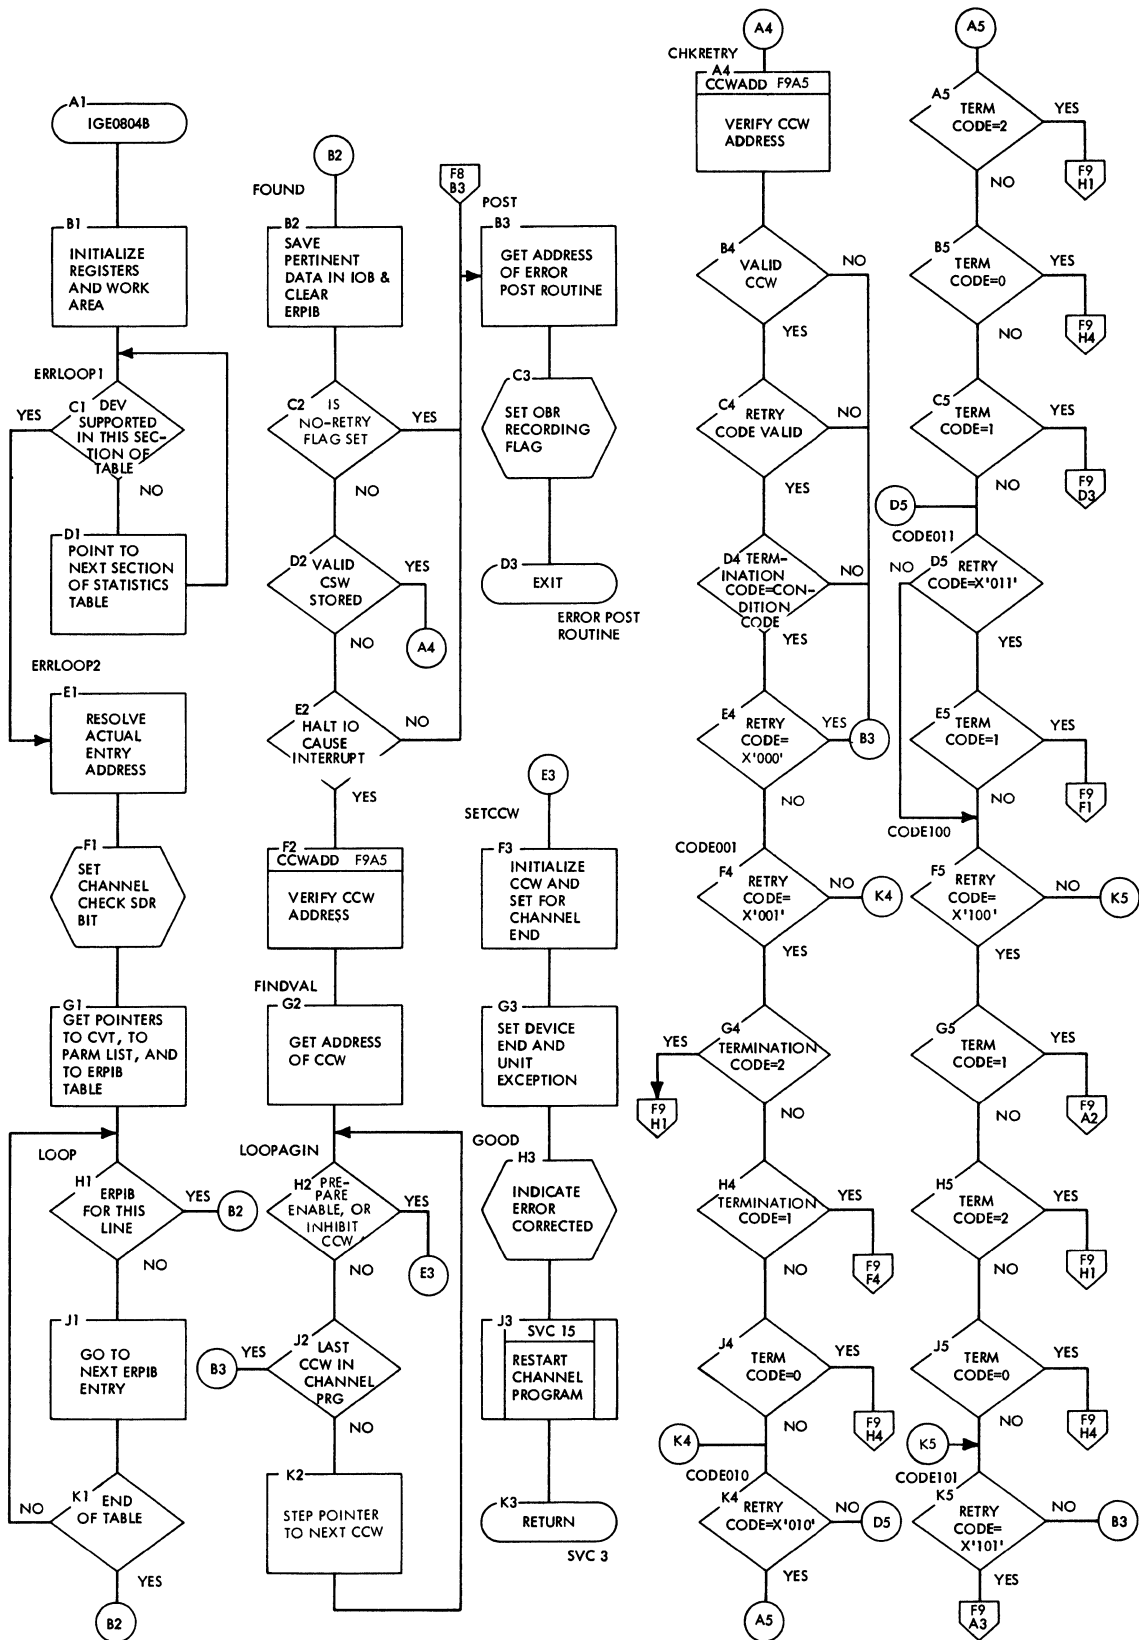 A1
IGE0804B
B1
INITIALIZE
REGISTERS
AND WORK
AREA
ERRLOOP1
C1 DEV
SUPPORTED
IN THIS SEC-
TION OF
TABLE
YES
NO
D1
POINT TO
NEXT SECTION
OF STATISTICS
TABLE
ERRLOOP2
E1
RESOLVE
ACTUAL
ENTRY
ADDRESS
F1
SET
CHANNEL
CHECK SDR
BIT
G1
GET POINTERS
TO CVT, TO
PARM LIST, AND
TO ERPIB
TABLE
LOOP
H1
ERPIB
FOR THIS
LINE
YES
B2
NO
J1
GO TO
NEXT ERPIB
ENTRY
K1 END
OF TABLE
NO
YES
B2
B2
FOUND
B2
SAVE
PERTINENT
DATA IN IOB &
CLEAR
ERPIB
C2 IS
NO-RETRY
FLAG SET
YES
NO
D2 VALID
CSW
STORED
YES
A4
NO
E2
HALT IO
CAUSE
INTERRUPT
NO
YES
F2
CCWADD F9A5
VERIFY CCW
ADDRESS
FINDVAL
G2
GET ADDRESS
OF CCW
LOOPAGIN
H2 PRE-
PARE
ENABLE, OR
INHIBIT
CCW
YES
E3
NO
J2 LAST
CCW IN
CHANNEL
PRG
YES
B3
NO
K2
STEP POINTER
TO NEXT CCW
F8
B3
POST
B3
GET ADDRESS
OF ERROR
POST ROUTINE
C3
SET OBR
RECORDING
FLAG
D3
EXIT
ERROR POST
ROUTINE
E3
SETCCW
F3
INITIALIZE
CCW AND
SET FOR
CHANNEL
END
G3
SET DEVICE
END AND
UNIT
EXCEPTION
GOOD
H3
INDICATE
ERROR
CORRECTED
J3
SVC 15
RESTART
CHANNEL
PROGRAM
K3
RETURN
SVC 3
A4
CHKRETRY
A4
CCWADD F9A5
VERIFY CCW
ADDRESS
B4
VALID
CCW
NO
YES
C4
RETRY
CODE VALID
NO
YES
D4 TERM-
INATION
CODE=CON-
DITION
CODE
NO
YES
E4
RETRY
CODE=
X'000'
YES
B3
NO
CODE001
F4
RETRY
CODE=
X'001'
NO
K4
YES
G4
TERMINATION
CODE=2
YES
F9
H1
NO
H4
TERMINATION
CODE=1
YES
F9
F4
NO
J4
TERM
CODE=0
YES
F9
H4
NO
K4
CODE010
K4
RETRY
CODE=X'010'
NO
D5
YES
A5
A5
A5
TERM
CODE=2
YES
F9
H1
NO
B5
TERM
CODE=0
YES
F9
H4
NO
C5
TERM
CODE=1
YES
F9
D3
NO
D5
CODE011
D5
RETRY
CODE=X'011'
NO
YES
E5
TERM
CODE=1
YES
F9
F1
NO
CODE100
F5
RETRY
CODE=
X'100'
NO
K5
YES
G5
TERM
CODE=1
YES
F9
A2
NO
H5
TERM
CODE=2
YES
F9
H1
NO
J5
TERM
CODE=0
YES
F9
H4
NO
K5
CODE101
K5
RETRY
CODE=
X'101'
NO
B3
YES
F9
A3